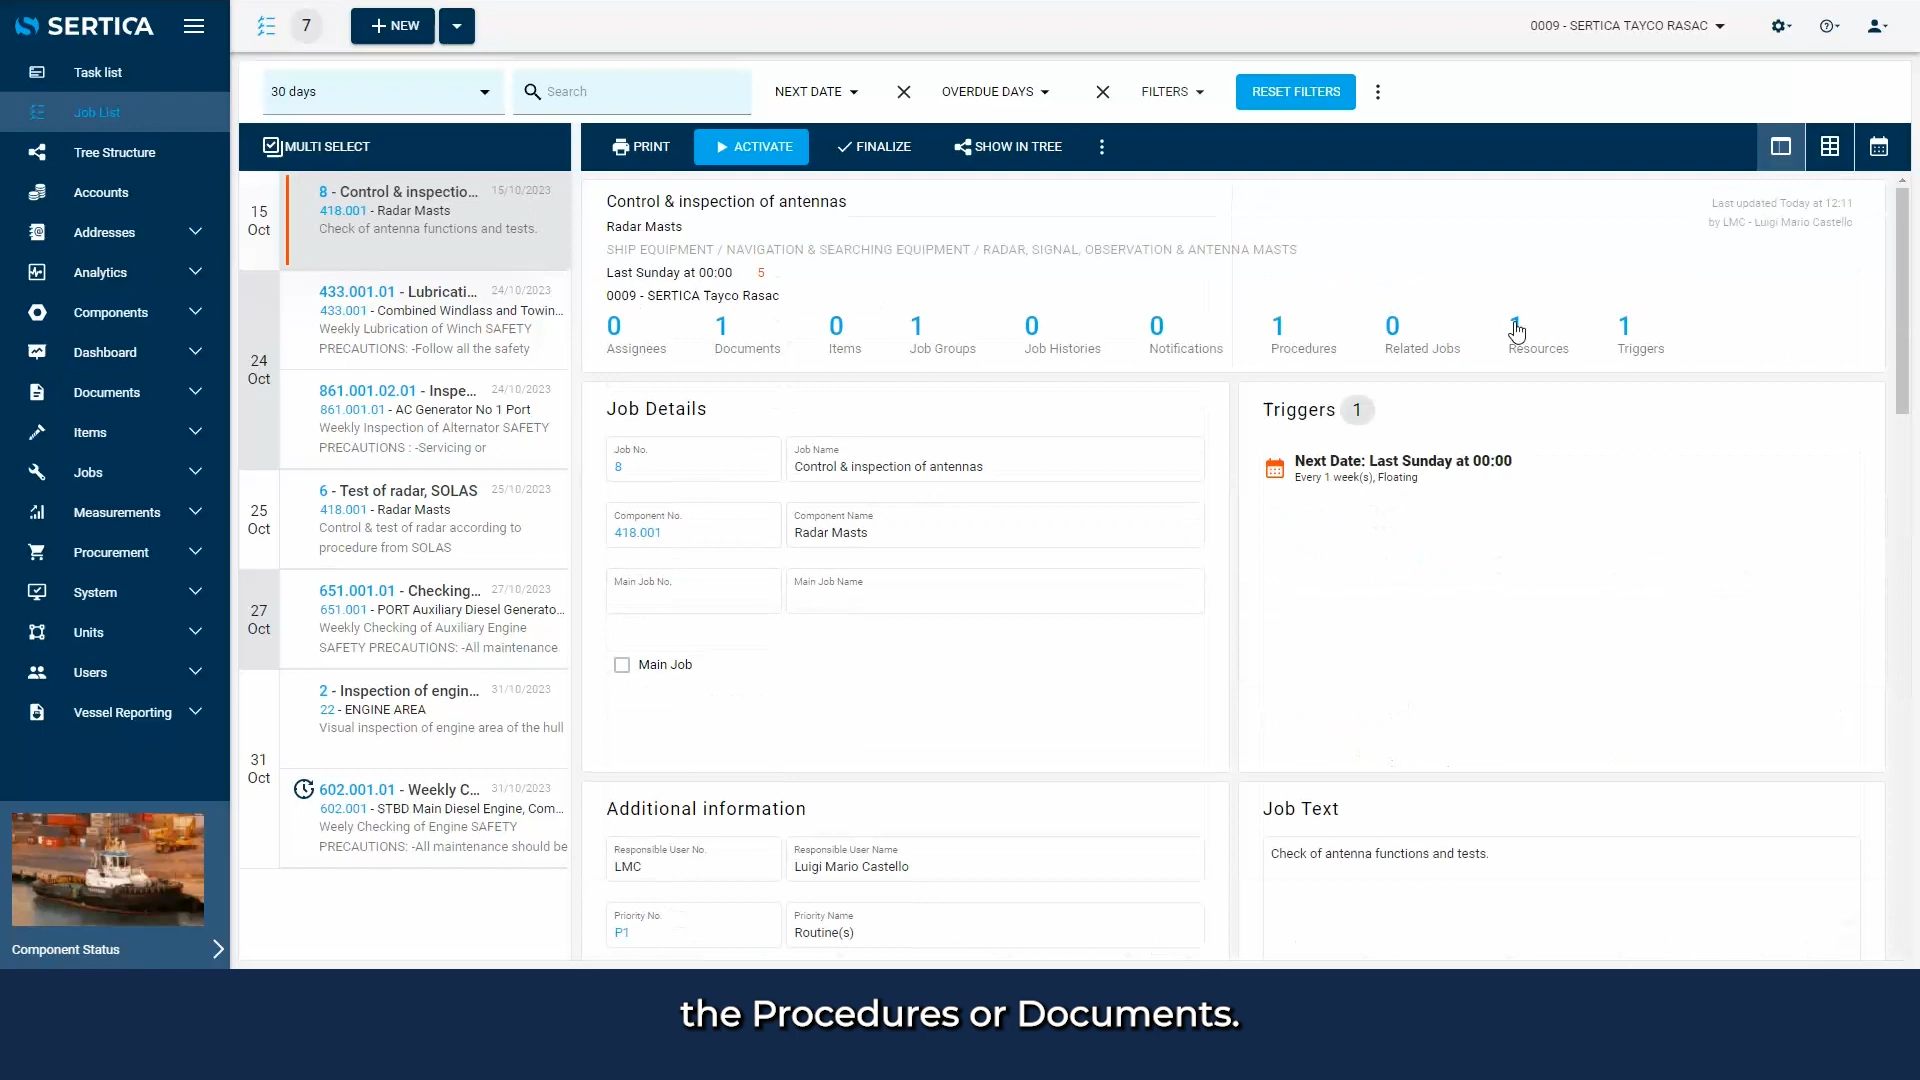 SERTICA
7
NEW
0009 - SERTICA TAYCO RASAC
Task list
Job List
Tree Structure
Accounts
Addresses
Analytics
Components
Dashboard
Documents
Items
Jobs
Measurements
Procurement
System
Units
Users
Vessel Reporting
Component Status
30 days
Search
NEXT DATE
OVERDUE DAYS
FILTERS
RESET FILTERS
MULTI SELECT
PRINT
ACTIVATE
FINALIZE
SHOW IN TREE
15
Oct
8 - Control & inspectio... 15/10/2023
418.001 - Radar Masts
Check of antenna functions and tests.
24
Oct
433.001.01 - Lubricati... 24/10/2023
433.001 - Combined Windlass and Towin...
Weekly Lubrication of Winch SAFETY
PRECAUTIONS: -Follow all the safety
861.001.02.01 - Inspe... 24/10/2023
861.001.01 - AC Generator No 1 Port
Weekly Inspection of Alternator SAFETY
PRECAUTIONS : -Servicing or
25
Oct
6 - Test of radar, SOLAS 25/10/2023
418.001 - Radar Masts
Control & test of radar according to
procedure from SOLAS
27
Oct
651.001.01 - Checking... 27/10/2023
651.001 - PORT Auxiliary Diesel Generato...
Weekly Checking of Auxiliary Engine
SAFETY PRECAUTIONS: -All maintenance
31
Oct
2 - Inspection of engin... 31/10/2023
22 - ENGINE AREA
Visual inspection of engine area of the hull
602.001.01 - Weekly C... 31/10/2023
602.001 - STBD Main Diesel Engine, Com...
Weely Checking of Engine SAFETY
PRECAUTIONS: -All maintenance should be
Control & inspection of antennas
Last updated Today at 12:11
by LMC - Luigi Mario Castello
Radar Masts
SHIP EQUIPMENT / NAVIGATION & SEARCHING EQUIPMENT / RADAR, SIGNAL, OBSERVATION & ANTENNA MASTS
Last Sunday at 00:00 5
0009 - SERTICA Tayco Rasac
0 1 0 1 0 0 1 0 1 1
Assignees Documents Items Job Groups Job Histories Notifications Procedures Related Jobs Resources Triggers
Job Details
Job No.
8
Job Name
Control & inspection of antennas
Component No.
418.001
Component Name
Radar Masts
Main Job No.
Main Job Name
Main Job
Triggers 1
Next Date: Last Sunday at 00:00
Every 1 week(s), Floating
Additional information
Responsible User No.
LMC
Responsible User Name
Luigi Mario Castello
Priority No.
P1
Priority Name
Routine(s)
Job Text
Check of antenna functions and tests.
the Procedures or Documents.